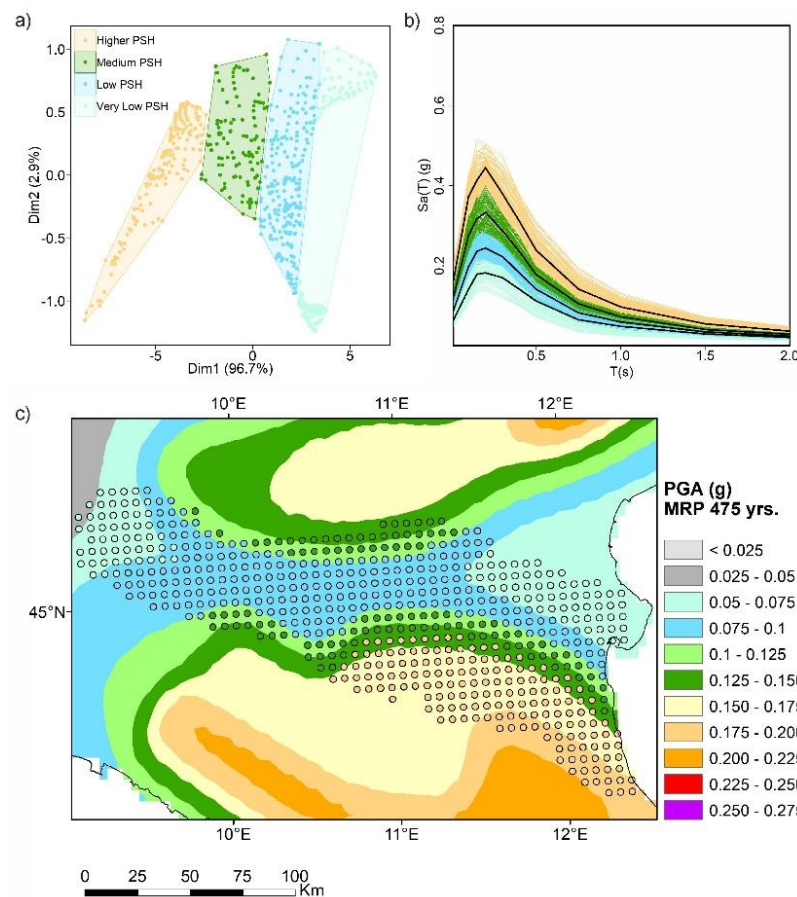 a)
Higher PSH
Medium PSH
Low PSH
Very Low PSH
1.0
0.5
0.0
-0.5
-1.0
Dim2 (2.9%)
-5
0
5
Dim1 (96.7%)
b)
0.8
0.6
0.4
0.2
Sa(T) (g)
0.5
1.0
1.5
2.0
T(s)
c)
10°E
11°E
12°E
45°N
10°E
11°E
12°E
0 25 50 75 100
Km
PGA (g)
MRP 475 yrs.
< 0.025
0.025 - 0.05
0.05 - 0.075
0.075 - 0.1
0.1 - 0.125
0.125 - 0.150
0.150 - 0.175
0.175 - 0.200
0.200 - 0.225
0.225 - 0.250
0.250 - 0.275